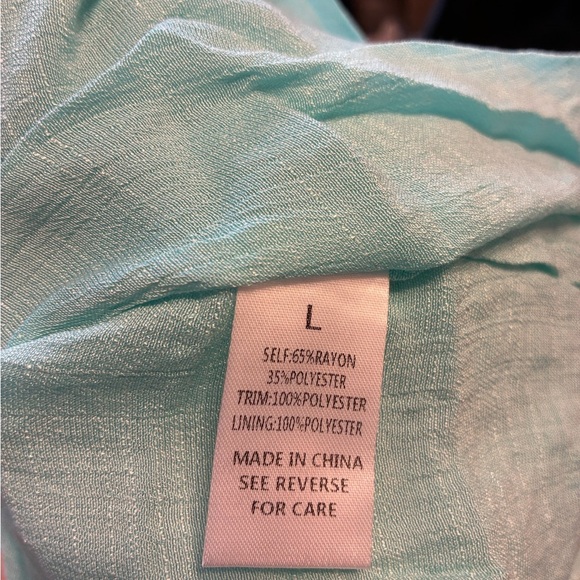 L
SELF:65%RAYON
35%POLYESTER
TRIM:100%POLYESTER
LINING:100%POLYESTER
MADE IN CHINA
SEE REVERSE
FOR CARE